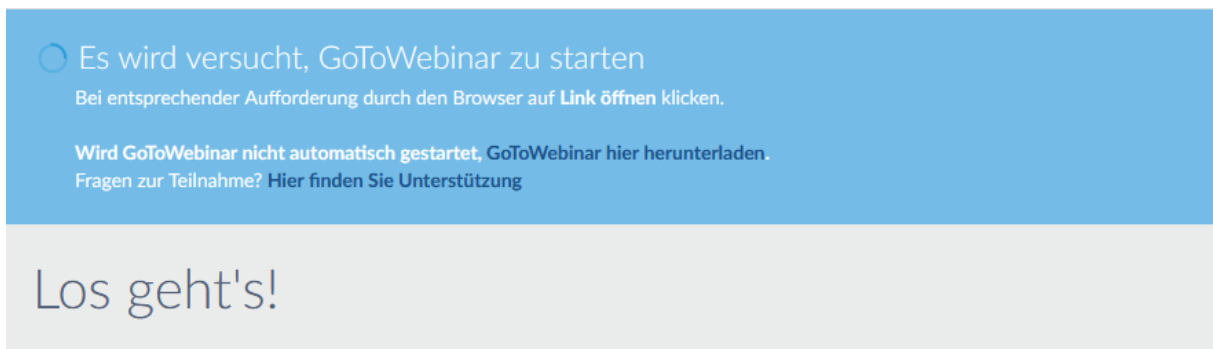 Es wird versucht, GoToWebinar zu starten
Bei entsprechender Aufforderung durch den Browser auf Link öffnen klicken.
Wird GoToWebinar nicht automatisch gestartet, GoToWebinar hier herunterladen.
Fragen zur Teilnahme? Hier finden Sie Unterstützung
Los geht's!